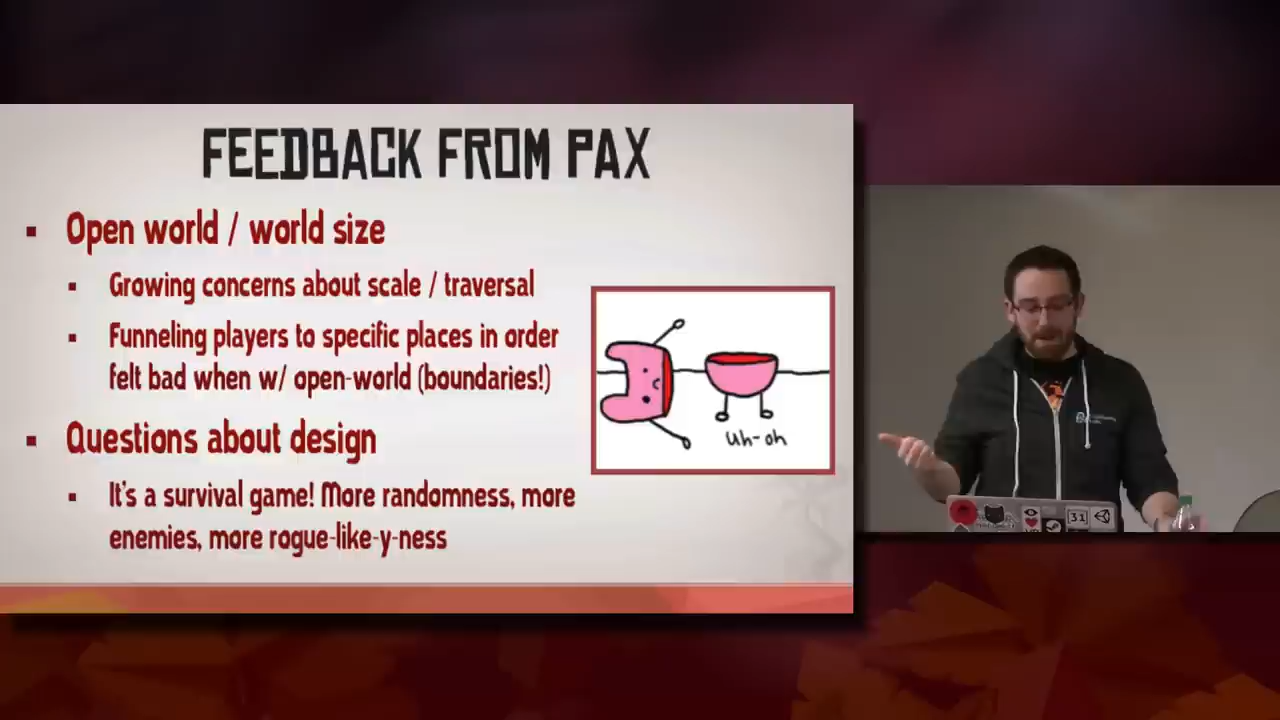 FEEDBACK FROM PAX
Open world / world size
Growing concerns about scale / traversal
Funneling players to specific places in order
felt bad when w/ open-world (boundaries!)
uh-oh
Questions about design
It's a survival game! More randomness, more
enemies, more rogue-like-y-ness
31